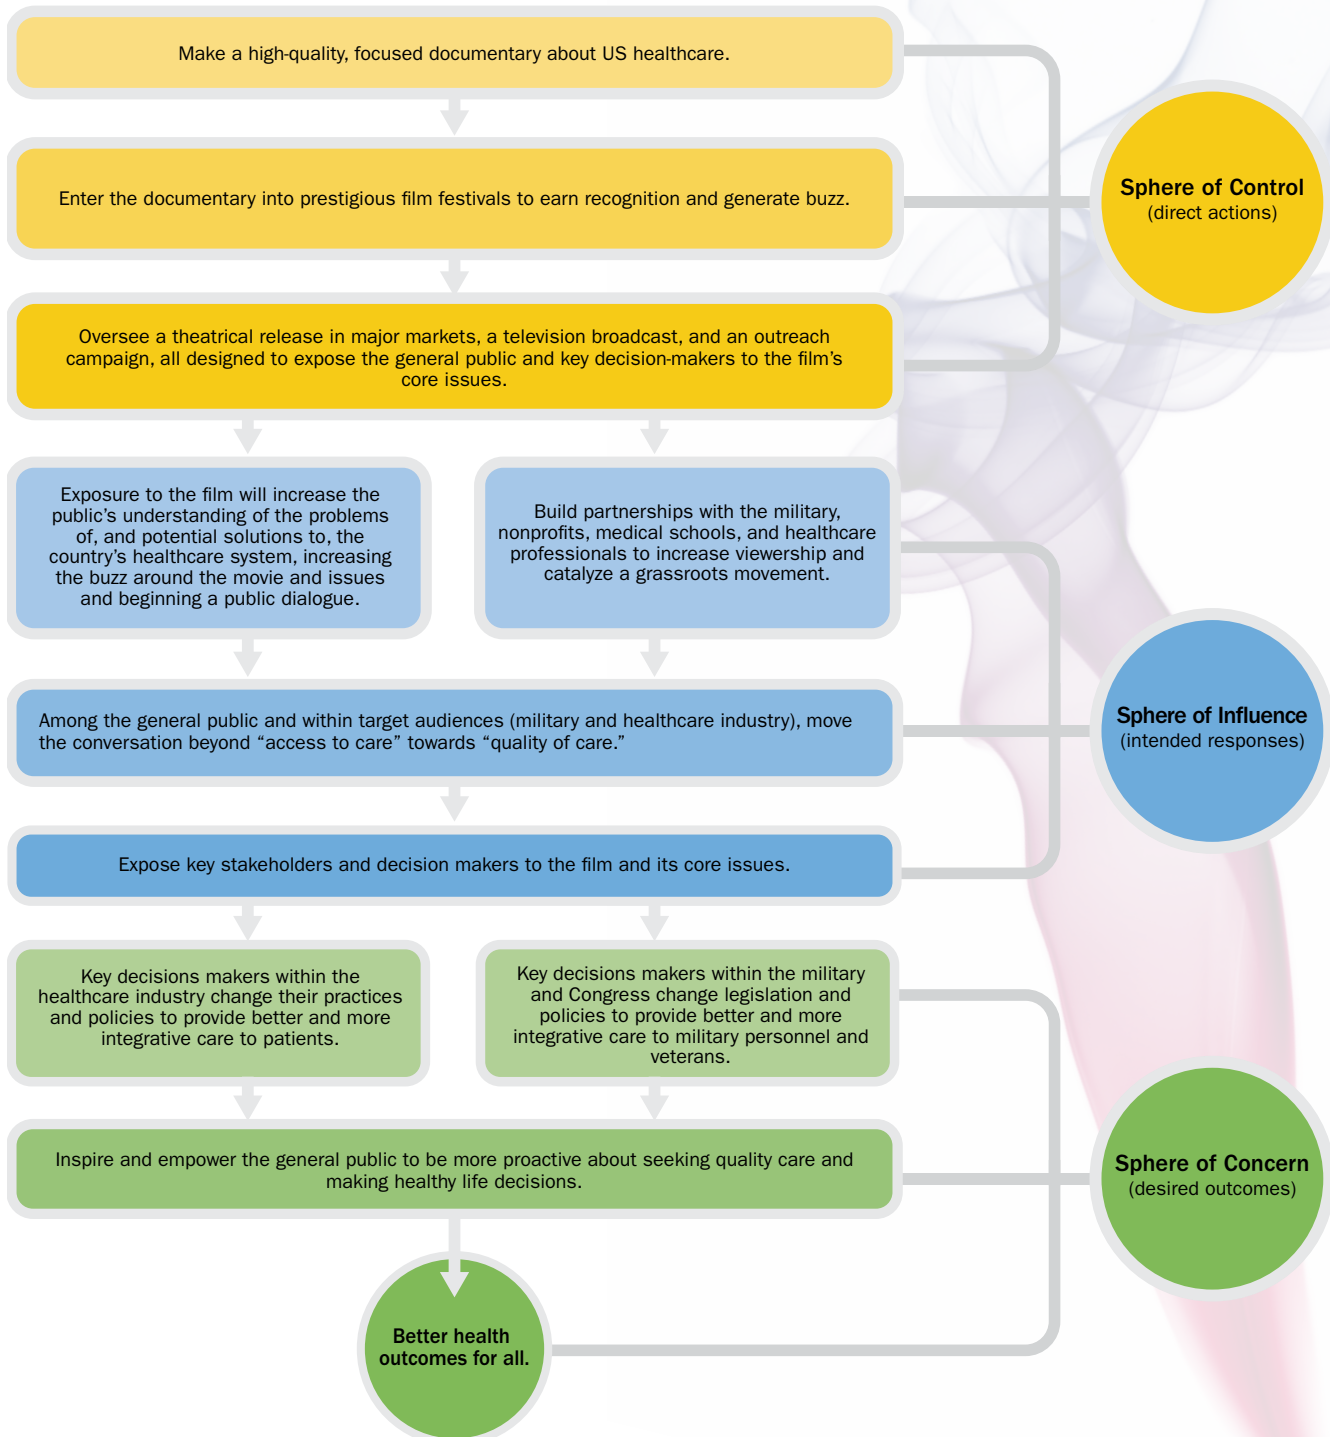 Make a high-quality, focused documentary about US healthcare.
Enter the documentary into prestigious film festivals to earn recognition and generate buzz.
Sphere of Control
(direct actions)
Oversee a theatrical release in major markets, a television broadcast, and an outreach
campaign, all designed to expose the general public and key decision-makers to the film’s
core issues.
Exposure to the film will increase the
public’s understanding of the problems
of, and potential solutions to, the
country’s healthcare system, increasing
the buzz around the movie and issues
and beginning a public dialogue.
Build partnerships with the military,
nonprofits, medical schools, and healthcare
professionals to increase viewership and
catalyze a grassroots movement.
Among the general public and within target audiences (military and healthcare industry), move
the conversation beyond “access to care” towards “quality of care.”
Sphere of Influence
(intended responses)
Expose key stakeholders and decision makers to the film and its core issues.
Key decisions makers within the
healthcare industry change their practices
and policies to provide better and more
integrative care to patients.
Key decisions makers within the military
and Congress change legislation and
policies to provide better and more
integrative care to military personnel and
veterans.
Inspire and empower the general public to be more proactive about seeking quality care and
making healthy life decisions.
Sphere of Concern
(desired outcomes)
Better health
outcomes for all.